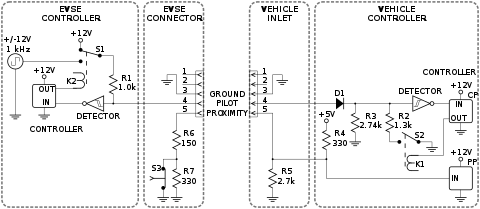 EVSE
CONTROLLER
EVSE
CONNECTOR
VEHICLE
INLET
VEHICLE
CONTROLLER
+/-12V
1 kHz
+12V
S1
+12V
K2
OUT
IN
R1
1.0k
DETECTOR
CONTROLLER
1
2
3
4
5
GROUND
PILOT
PROXIMITY
R6
150
S3
R7
330
1
2
3
4
5
R5
2.7k
D1
+5V
R4
330
R3
2.74k
R2
1.3k
DETECTOR
S2
K1
CONTROLLER
+12V
CP
IN
OUT
+12V
PP
IN